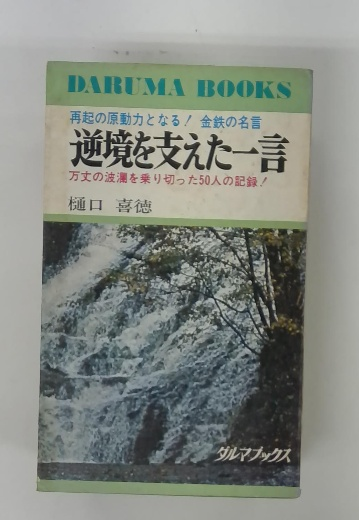 DARUMA BOOKS
再起の原動力となる! 金鉄の名言
逆境を支えた一言
万丈の波瀾を乗り切った50人の記録!
樋口 喜徳
ダルマブックス